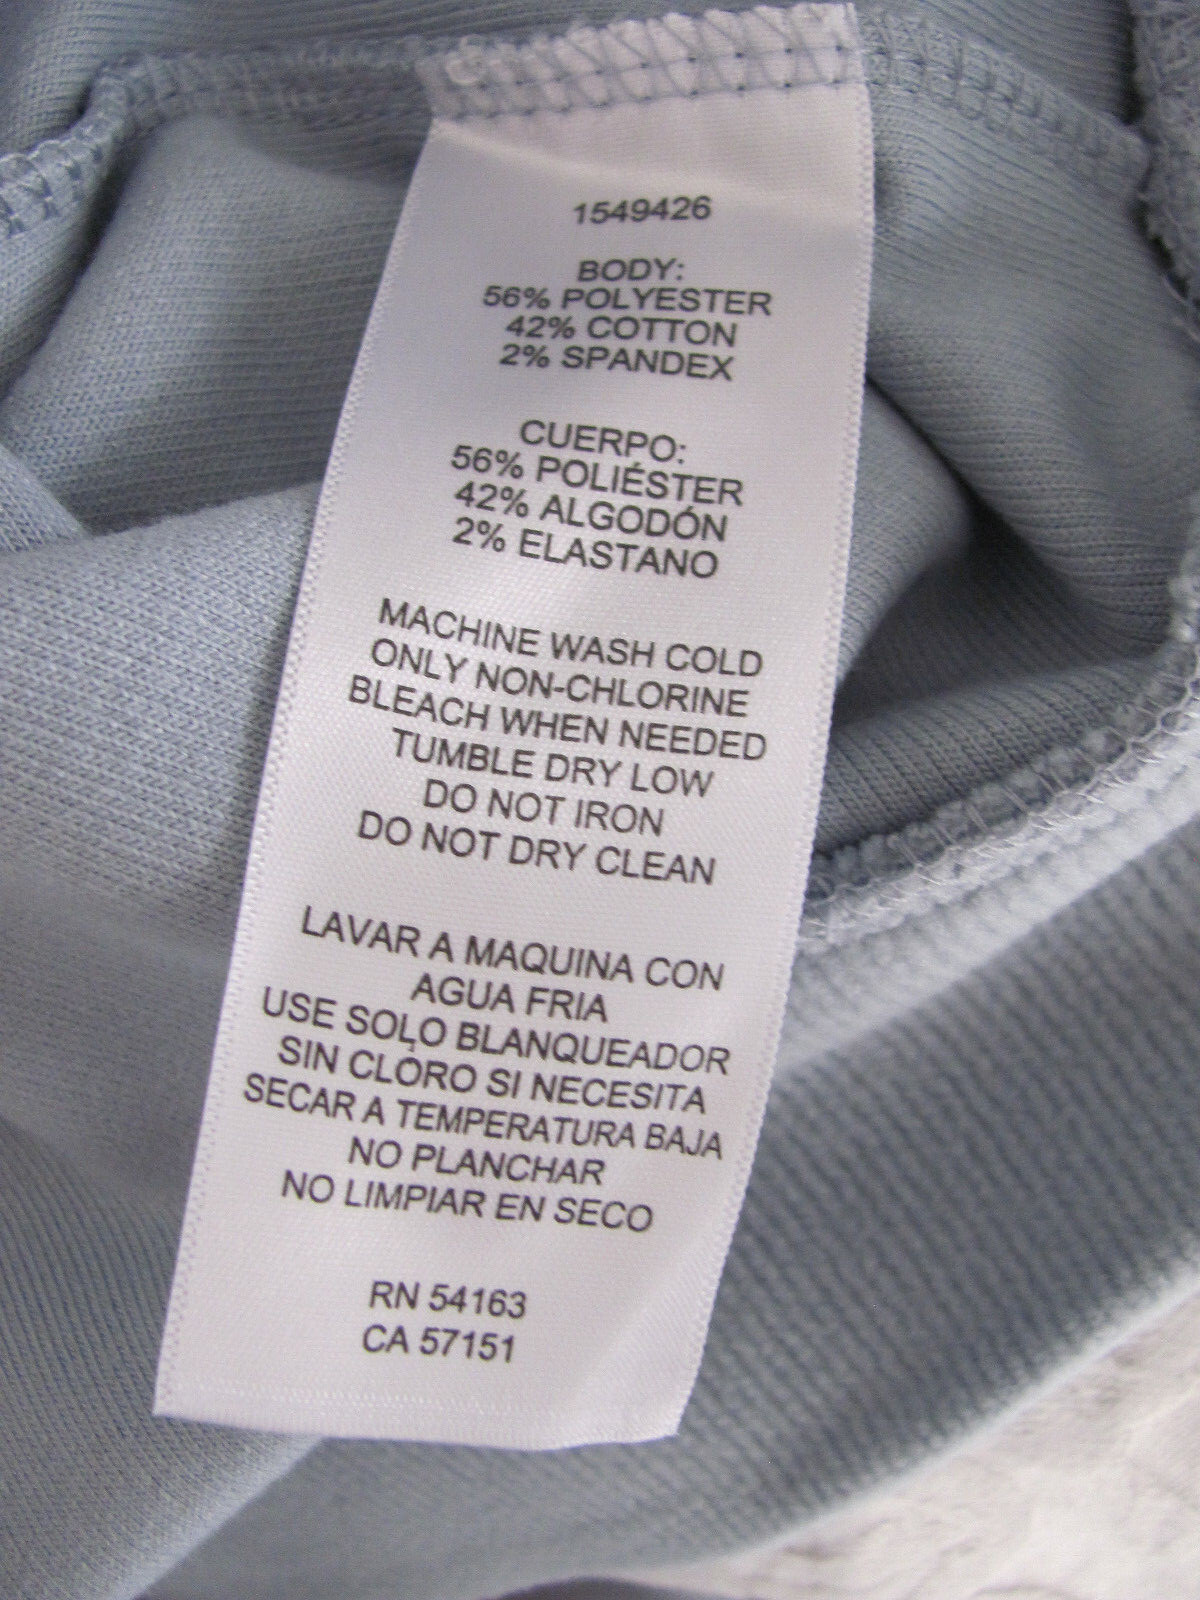 1549426
BODY:
56% POLYESTER
42% COTTON
2% SPANDEX
CUERPO:
56% POLIÉSTER
42% ALGODÓN
2% ELASTANO
MACHINE WASH COLD
ONLY NON-CHLORINE
BLEACH WHEN NEEDED
TUMBLE DRY LOW
DO NOT IRON
DO NOT DRY CLEAN
LAVAR A MAQUINA CON
AGUA FRIA
USE SOLO BLANQUEADOR
SIN CLORO SI NECESITA
SECAR A TEMPERATURA BAJA
NO PLANCHAR
NO LIMPIAR EN SECO
RN 54163
CA 57151